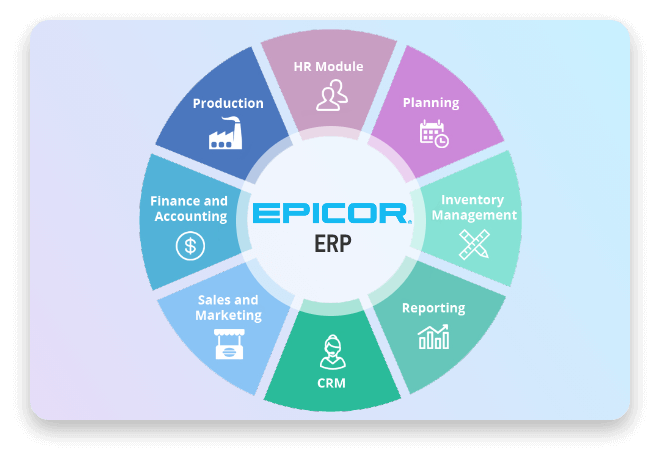 HR Module
Planning
Inventory
Management
Reporting
CRM
Sales and
Marketing
Finance and
Accounting
Production
EPICOR
ERP